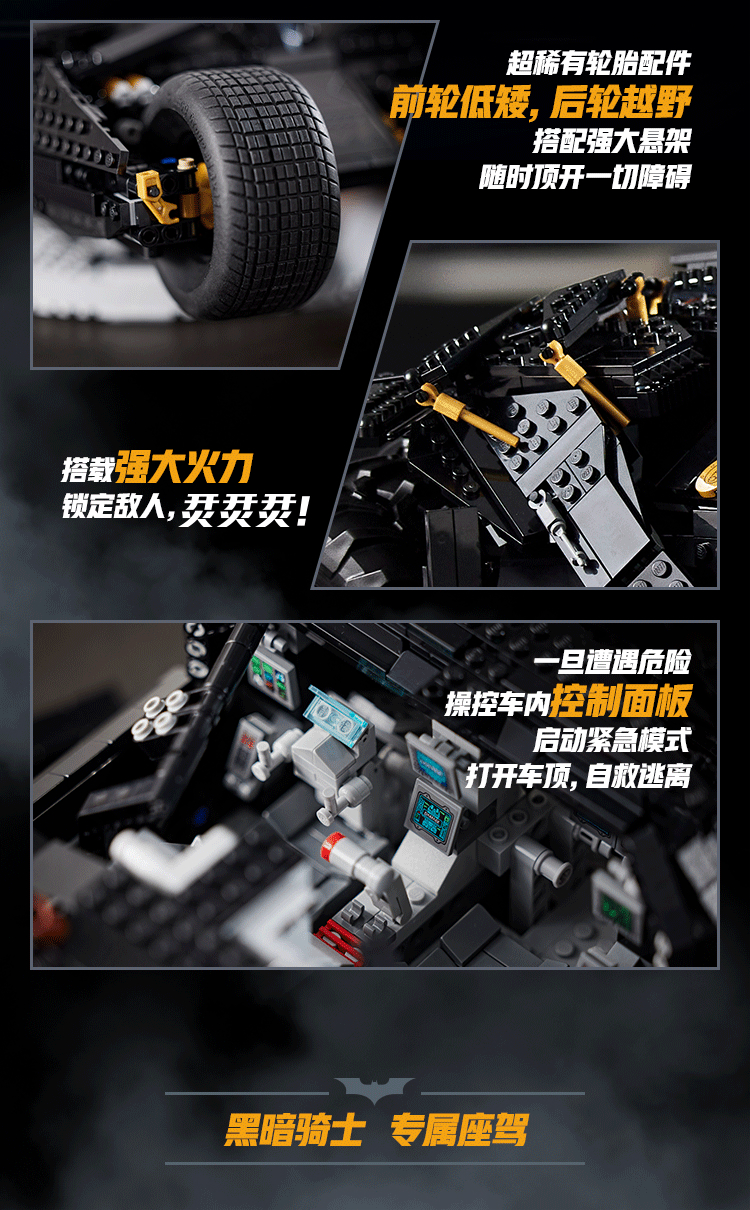 超稀有轮胎配件
前轮低矮，后轮越野
搭配强大悬架
随时顶开一切障碍
搭载强大火力
锁定敌人，烎烎烎！
一旦遭遇危险
操控车内控制面板
启动紧急模式
打开车顶，自救逃离
黑暗骑士 专属座驾